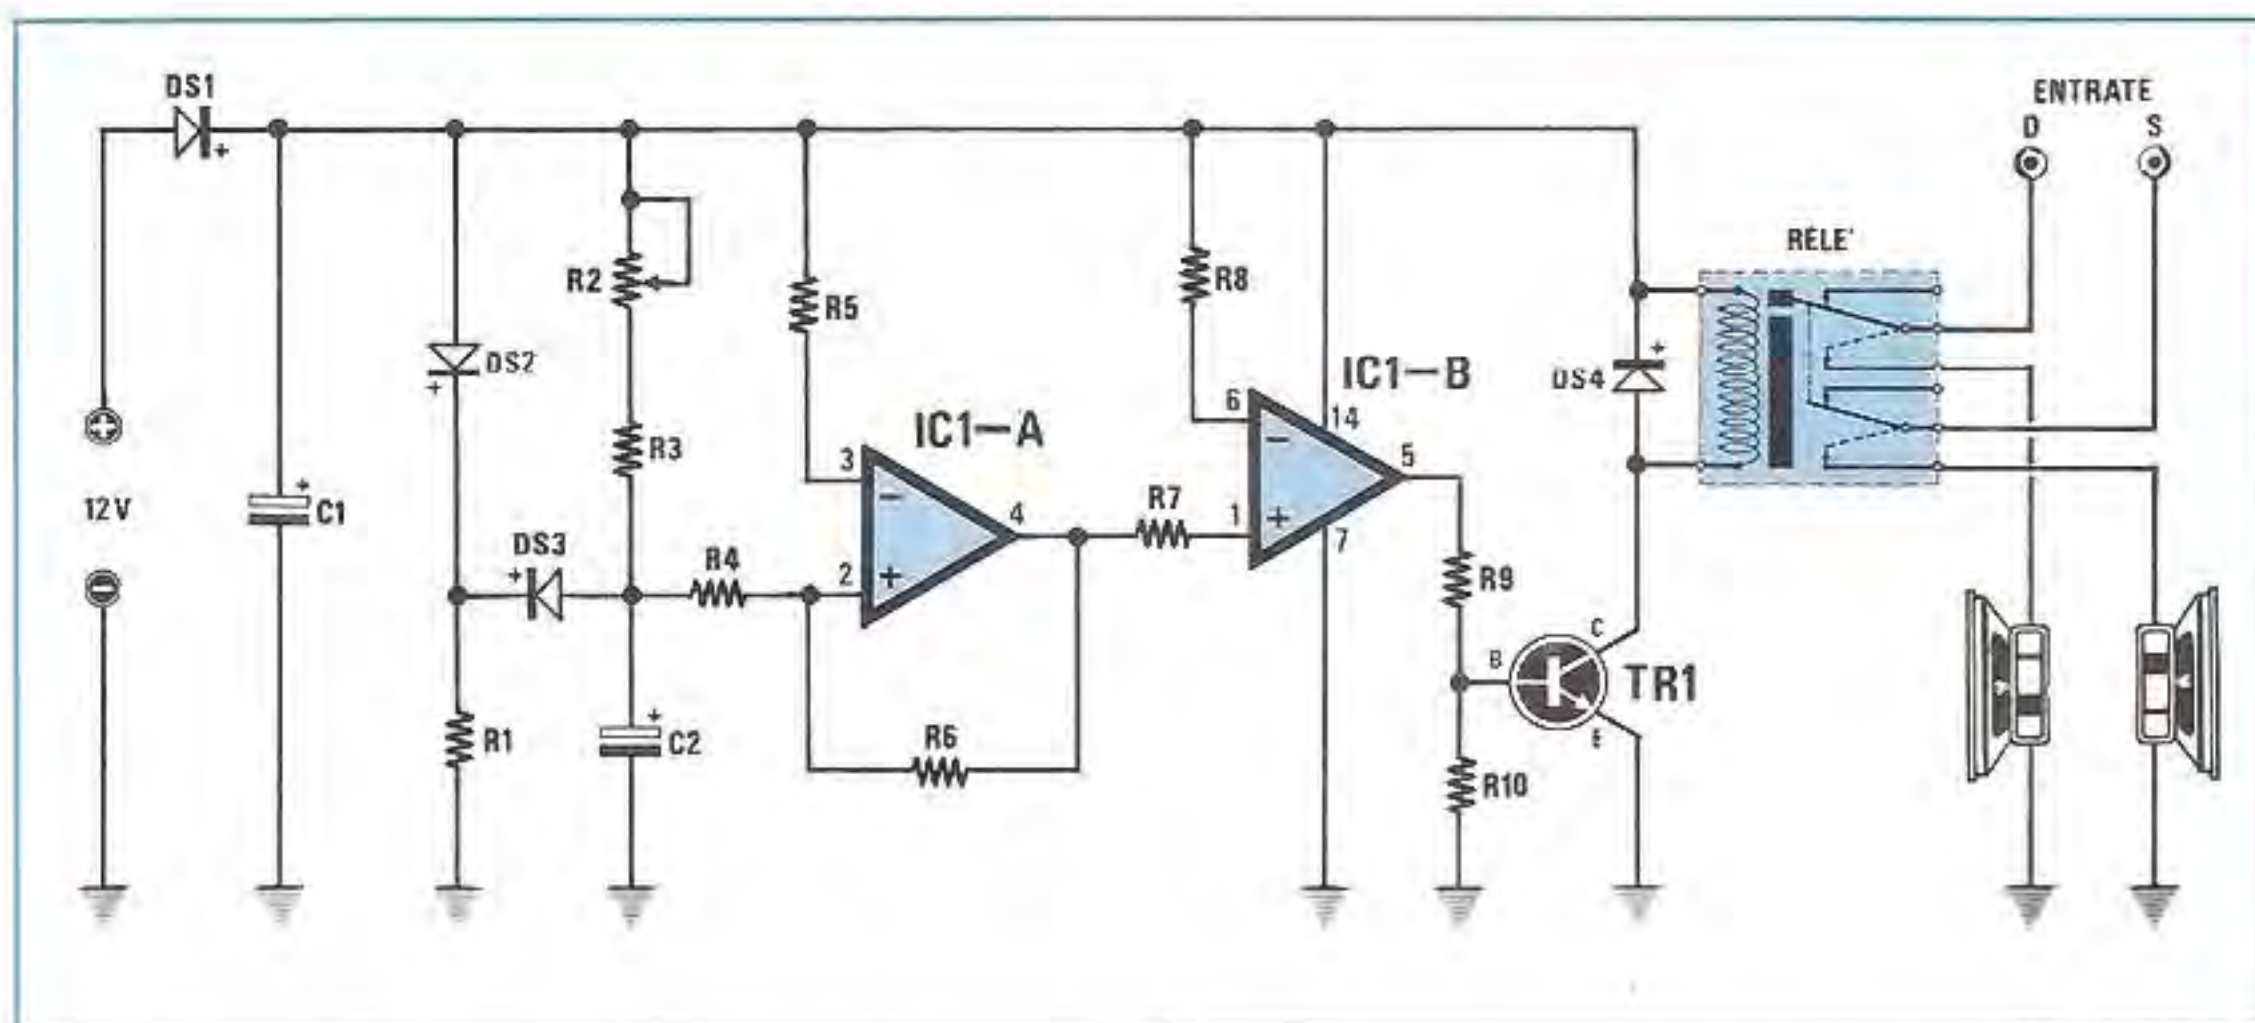 DS1
+
ENTRATE
D
S
RELE'
R2
R5
R8
DS2
+
IC1-A
IC1-B
DS4
+
R3
3
-
6
-
14
5
12V
+
C1
DS3
+
R4
2
+
4
R7
1
+
7
R9
C
B
TR1
E
R1
+
C2
R6
R10